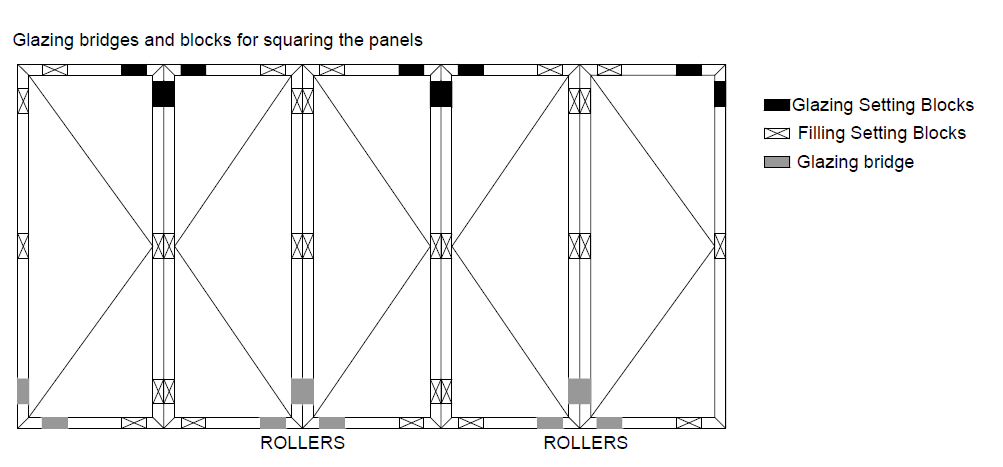 Glazing bridges and blocks for squaring the panels
Glazing Setting Blocks
Filling Setting Blocks
Glazing bridge
ROLLERS
ROLLERS